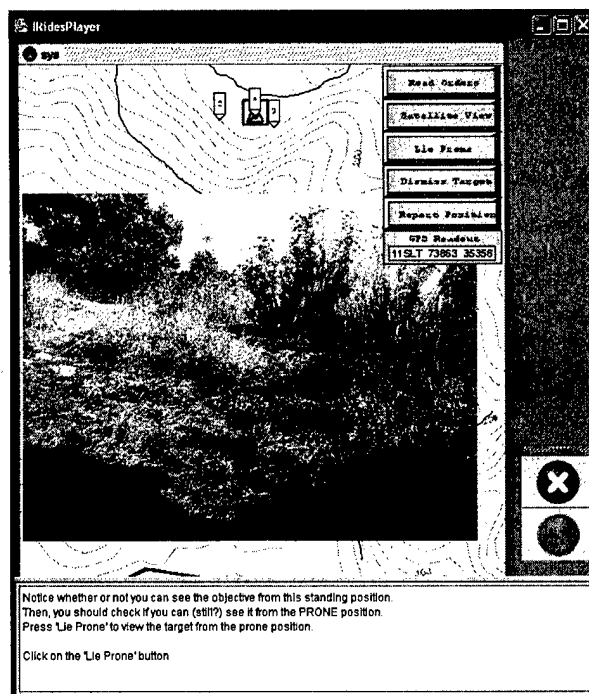 iRidesPlayer
sys
Read Orders
Satellite View
Lie Prone
Dismiss Target
Report Position
GPS Readout
11SLT 73863 35358
Notice whether or not you can see the objective from this standing position.
Then, you should check if you can (still?) see it from the PRONE position.
Press 'Lie Prone' to view the target from the prone position.
Click on the 'Lie Prone' button